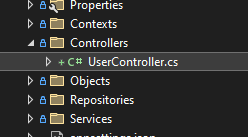 Properties
Contexts
Controllers
+ C# UserController.cs
Objects
Repositories
Services